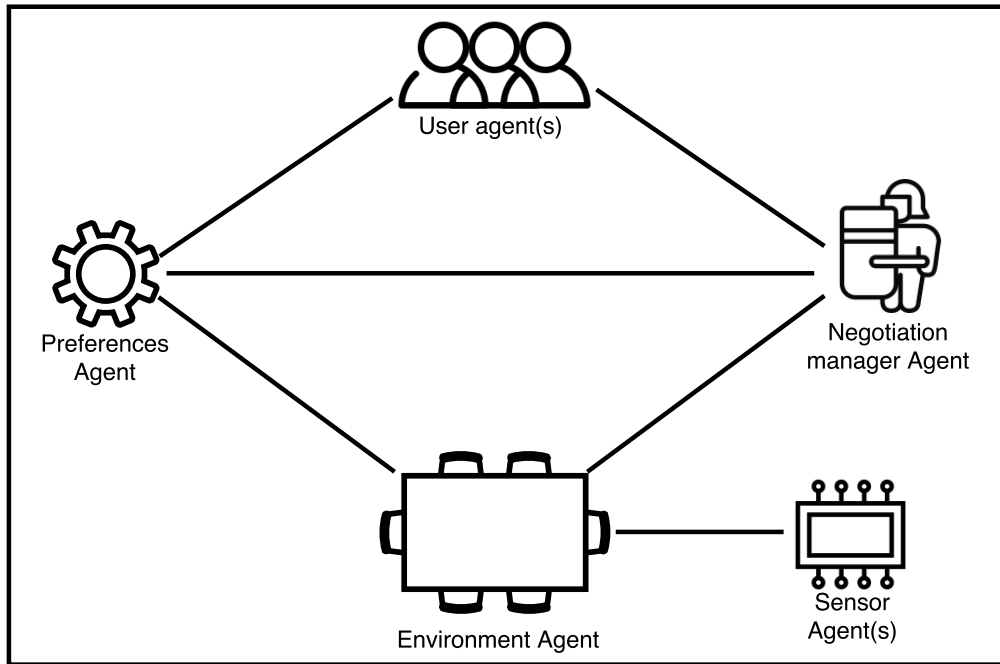 User agent(s)
Preferences
Agent
Negotiation
manager Agent
Environment Agent
Sensor
Agent(s)